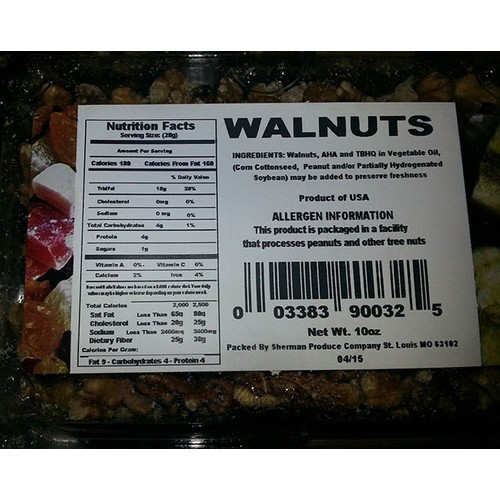 Nutrition Facts
Serving Size: (28g)
Amount Per Serving
Calories 180 Calories From Fat 160
% Daily Value
Total Fat 18g 28%
Cholesterol 0mg 0%
Sodium 0 mg 0%
Total Carbohydrates 4g 1%
Protein 4g
Sugars 1g
Vitamin A 0% Vitamin C 0%
Calcium 2% Iron 4%
Total Calories 2,000 2,500
Sat Fat Less Than 65g 80g
Cholesterol Less Than 20g 25g
Sodium Less Than 2400mg 2400mg
Dietary Fiber 25g 30g
Calories Per Gram:
Fat 9 - Carbohydrates 4 - Protein 4
WALNUTS
INGREDIENTS: Walnuts, AHA and TBHQ in Vegetable Oil,
(Corn Cottonseed, Peanut and/or Partially Hydrogenated
Soybean) may be added to preserve freshness
Product of USA
ALLERGEN INFORMATION
This product is packaged in a facility
that processes peanuts and other tree nuts
0 03383 90032 5
Net Wt. 10oz
Packed By Sherman Produce Company St. Louis MO 63102
04/15